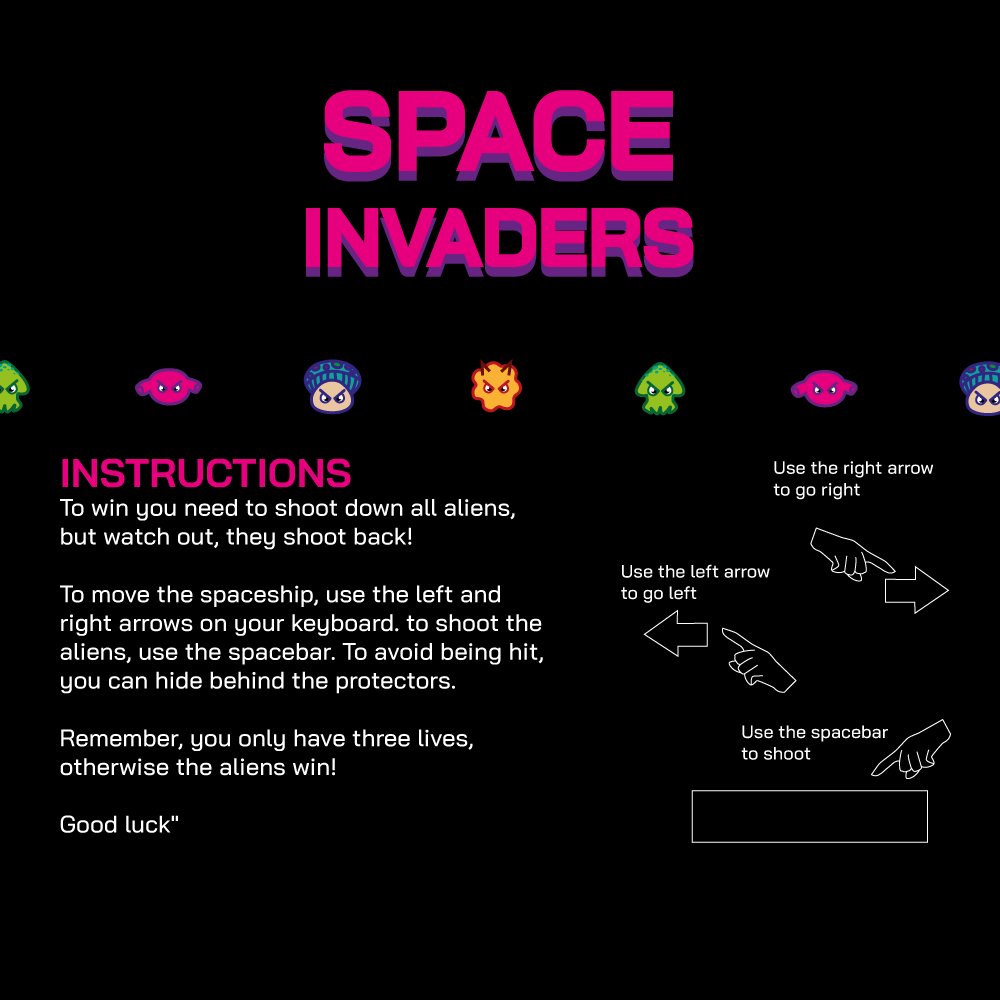 SPACE
INVADERS
INSTRUCTIONS
To win you need to shoot down all aliens,
but watch out, they shoot back!
To move the spaceship, use the left and
right arrows on your keyboard. to shoot the
aliens, use the spacebar. To avoid being hit,
you can hide behind the protectors.
Remember, you only have three lives,
otherwise the aliens win!
Good luck"
Use the right arrow
to go right
Use the left arrow
to go left
Use the spacebar
to shoot